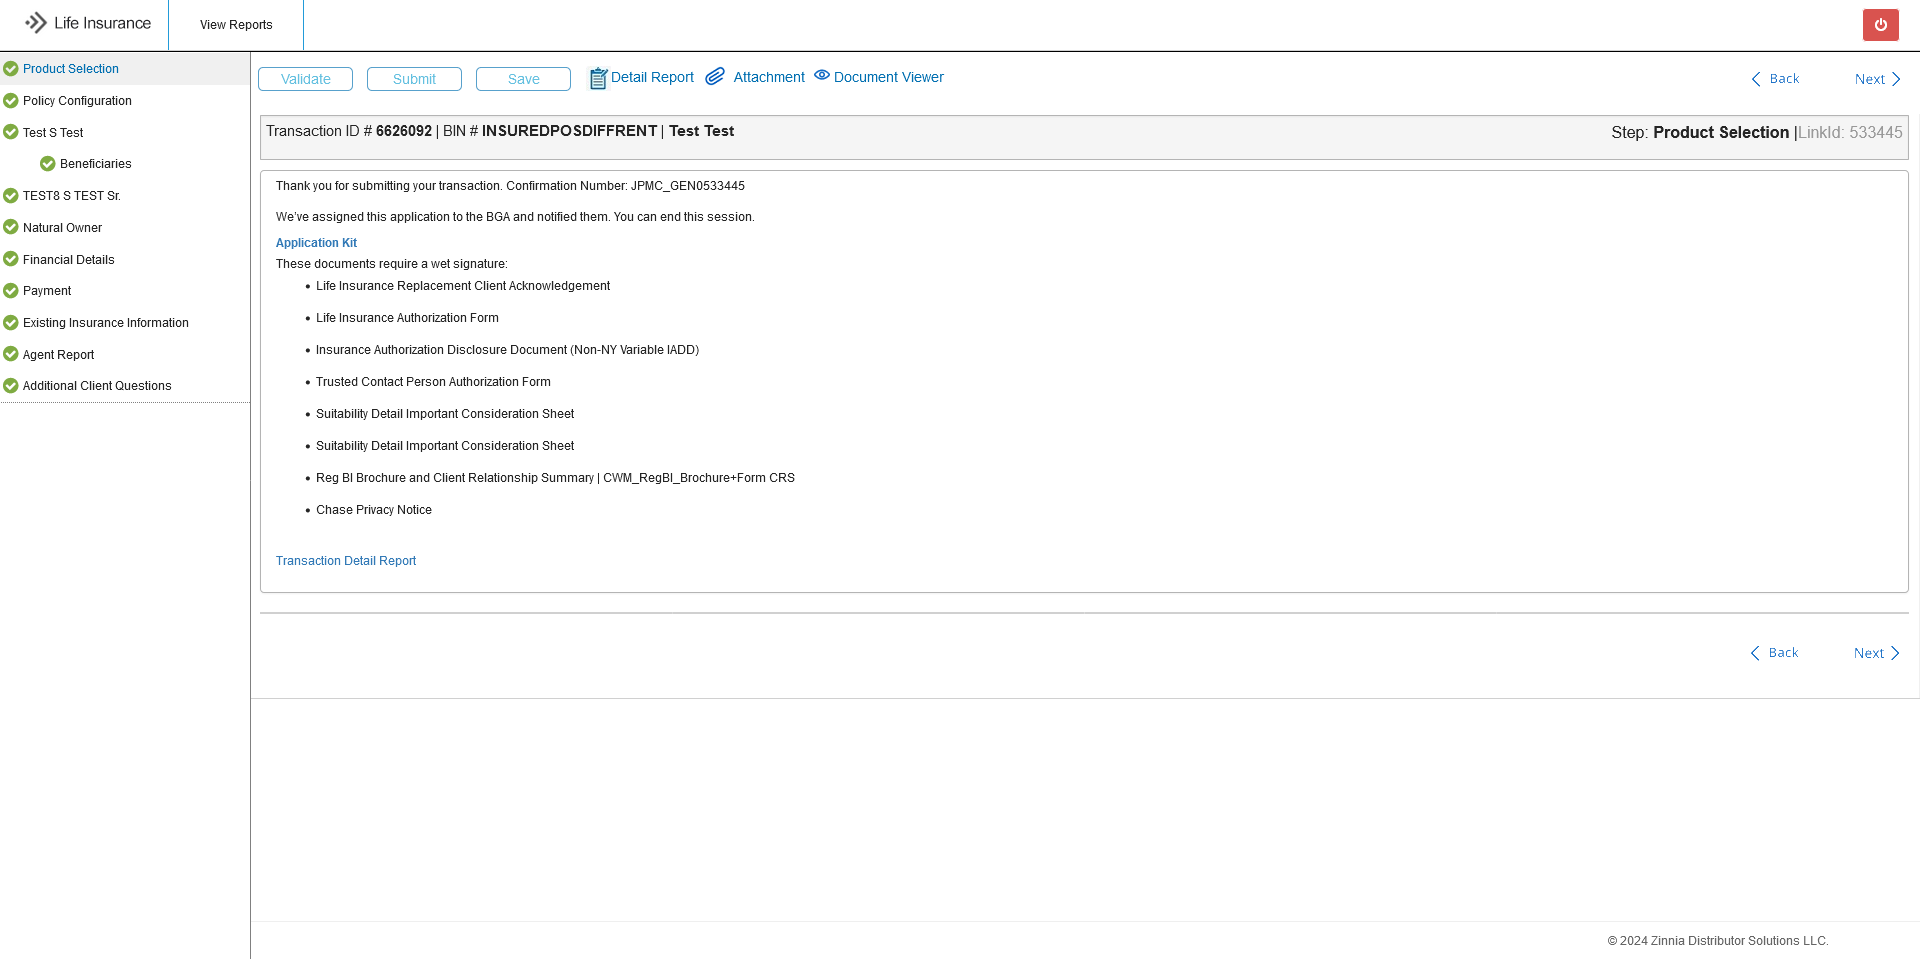 Life Insurance
View Reports
Product Selection
Policy Configuration
Test S Test
Beneficiaries
TEST8 S TEST Sr.
Natural Owner
Financial Details
Payment
Existing Insurance Information
Agent Report
Additional Client Questions
Validate
Submit
Save
Detail Report
Attachment
Document Viewer
Back
Next
Transaction ID # 6626092 | BIN # INSUREDPOSDIFFRENT | Test Test
Step: Product Selection |LinkId: 533445
Thank you for submitting your transaction. Confirmation Number: JPMC_GEN0533445
We've assigned this application to the BGA and notified them. You can end this session.
Application Kit
These documents require a wet signature:
• Life Insurance Replacement Client Acknowledgement
• Life Insurance Authorization Form
• Insurance Authorization Disclosure Document (Non-NY Variable IADD)
• Trusted Contact Person Authorization Form
• Suitability Detail Important Consideration Sheet
• Suitability Detail Important Consideration Sheet
• Reg BI Brochure and Client Relationship Summary | CWM_RegBI_Brochure+Form CRS
• Chase Privacy Notice
Transaction Detail Report
Back
Next
© 2024 Zinnia Distributor Solutions LLC.